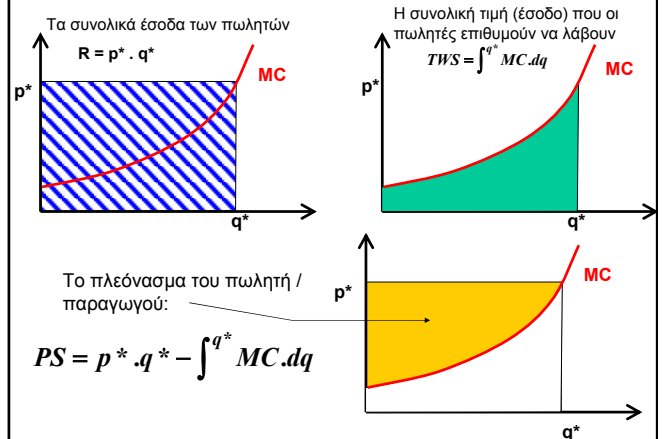 Τα συνολικά έσοδα των πωλητών
R = p* . q*
p*
MC
q*
Η συνολική τιμή (έσοδο) που οι
πωλητές επιθυμούν να λάβουν
TWS = ∫^{q*} MC.dq
MC
p*
q*
Το πλεόνασμα του πωλητή /
παραγωγού:
PS = p * .q * − ∫^{q*} MC.dq
p*
MC
q*